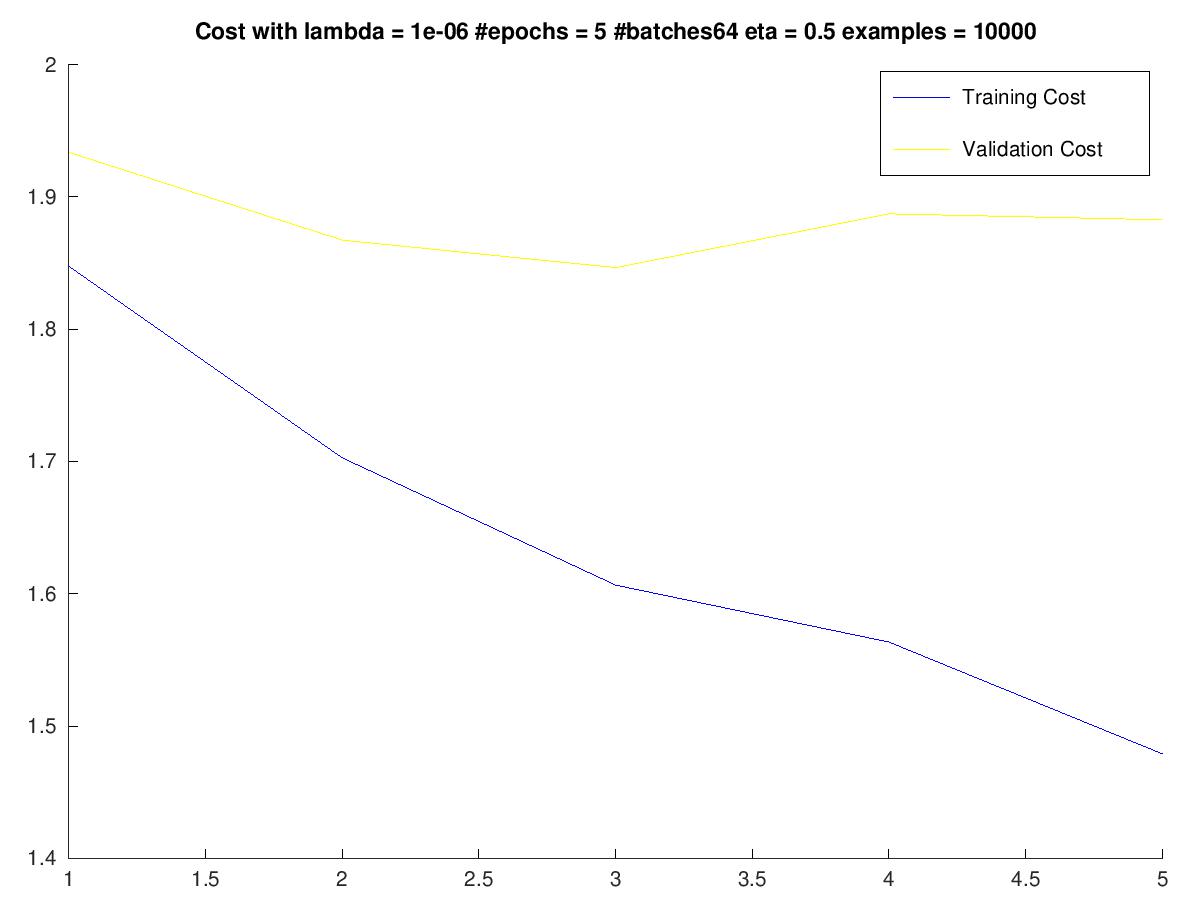 Cost with lambda = 1e-06 #epochs = 5 #batches64 eta = 0.5 examples = 10000
Training Cost
Validation Cost
2
1.9
1.8
1.7
1.6
1.5
1.4
1 1.5 2 2.5 3 3.5 4 4.5 5